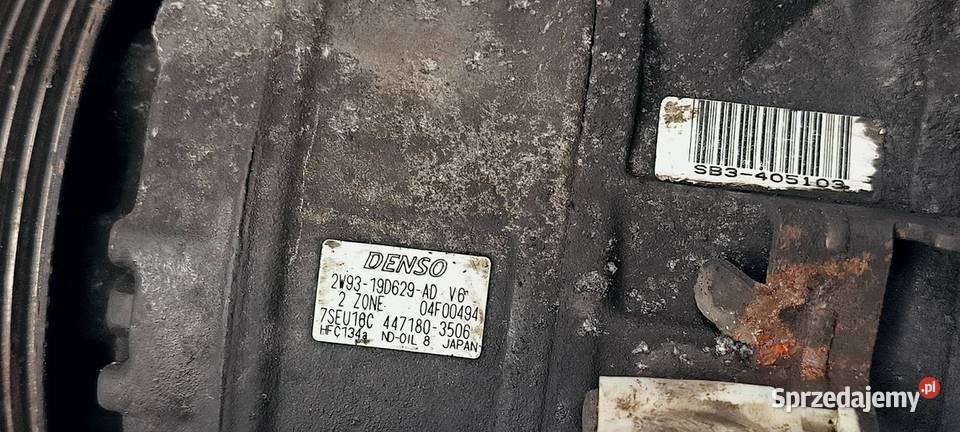 SB3-405103
DENSO
2W93-19D629-AD V6
2 ZONE 04F00494
7SEU18C 447180-3506
HFC134a ND-OIL 8 JAPAN
Sprzedajemy.pl